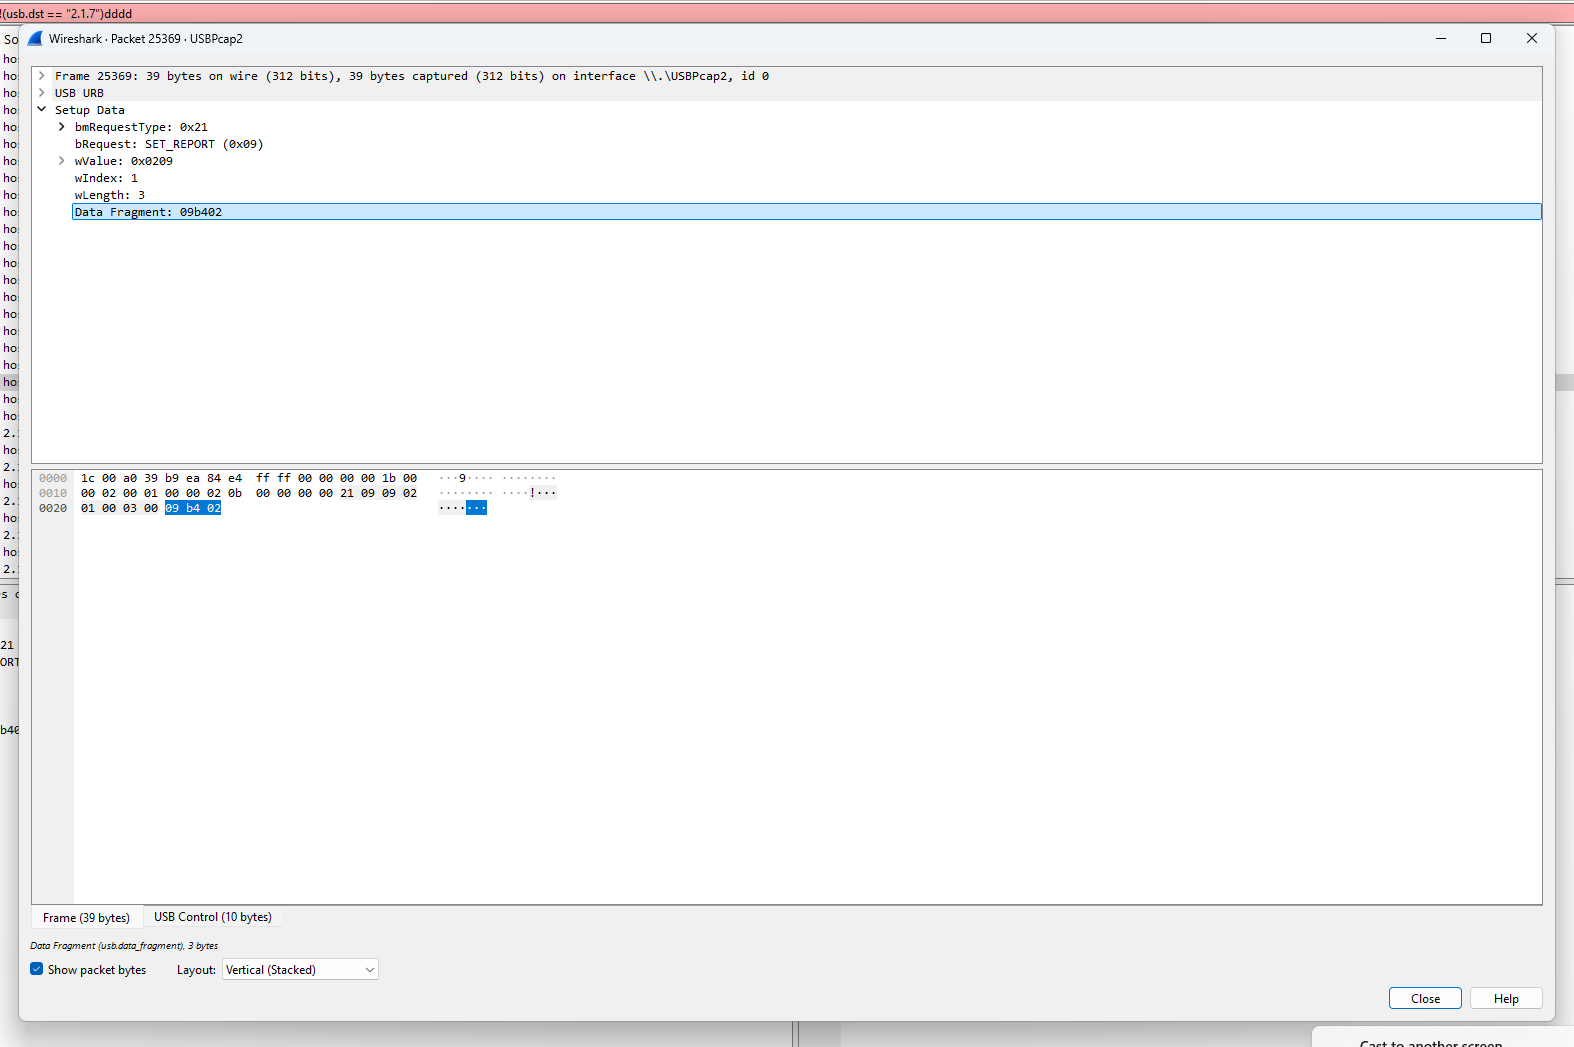 !(usb.dst == "2.1.7")dddd
So
Wireshark · Packet 25369 · USBPcap2
Frame 25369: 39 bytes on wire (312 bits), 39 bytes captured (312 bits) on interface \\.\USBPcap2, id 0
USB URB
Setup Data
bmRequestType: 0x21
bRequest: SET_REPORT (0x09)
wValue: 0x0209
wIndex: 1
wLength: 3
Data Fragment: 09b402
0000 1c 00 a0 39 b9 ea 84 e4 ff ff 00 00 00 00 1b 00 ···9···· ········
0010 00 02 00 01 00 00 02 0b 00 00 00 00 21 09 09 02 ········ ····!···
0020 01 00 03 00 09 b4 02 ·······
21
ORT
b40
Frame (39 bytes)
USB Control (10 bytes)
Data Fragment (usb.data_fragment), 3 bytes
Show packet bytes
Layout: Vertical (Stacked)
Close
Help
Cast to another screen